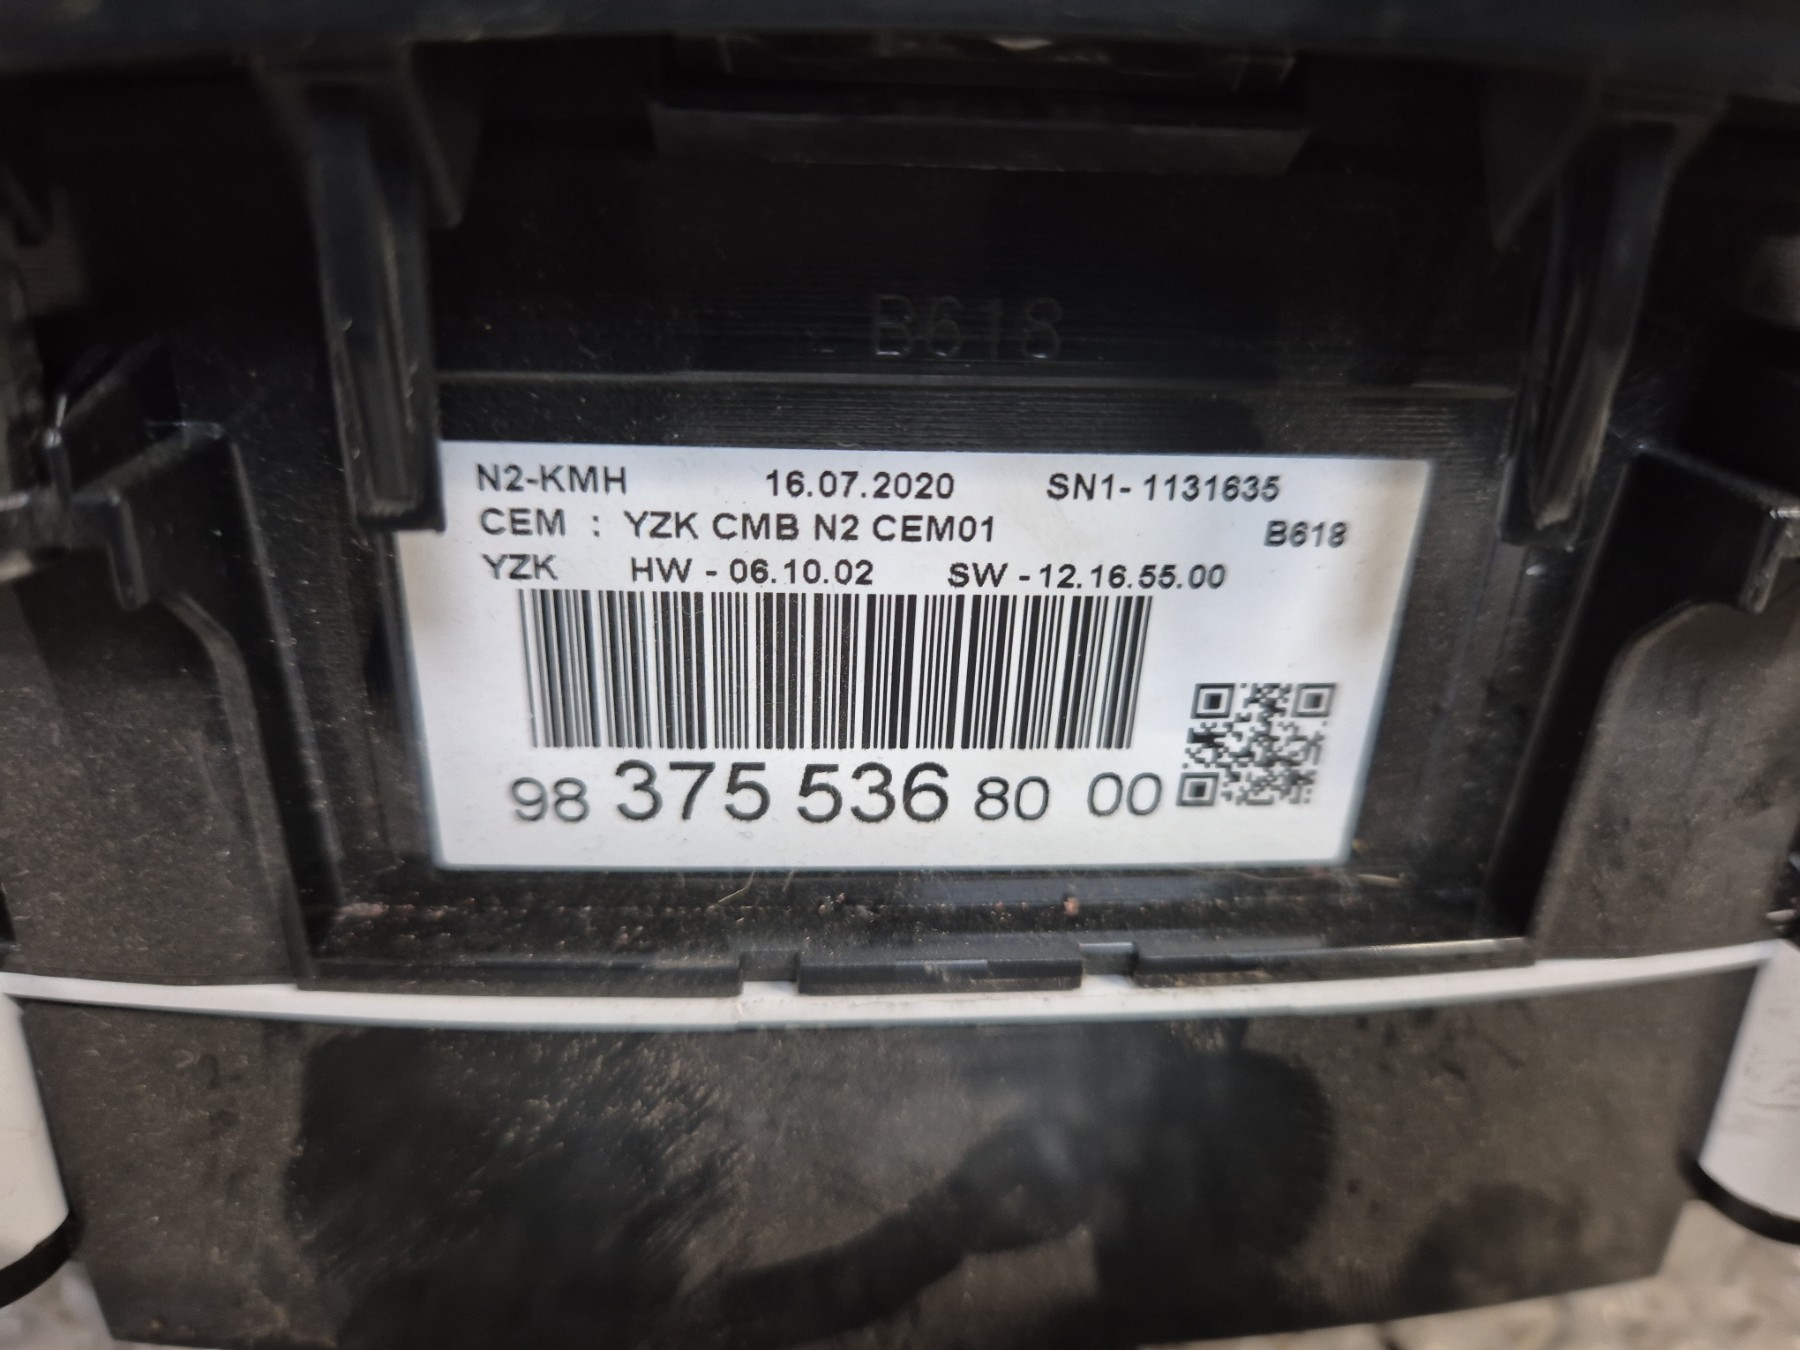 B618
N2-KMH 16.07.2020 SN1- 1131635
CEM : YZK CMB N2 CEM01 B618
YZK HW - 06.10.02 SW - 12.16.55.00
98 375 536 80 00